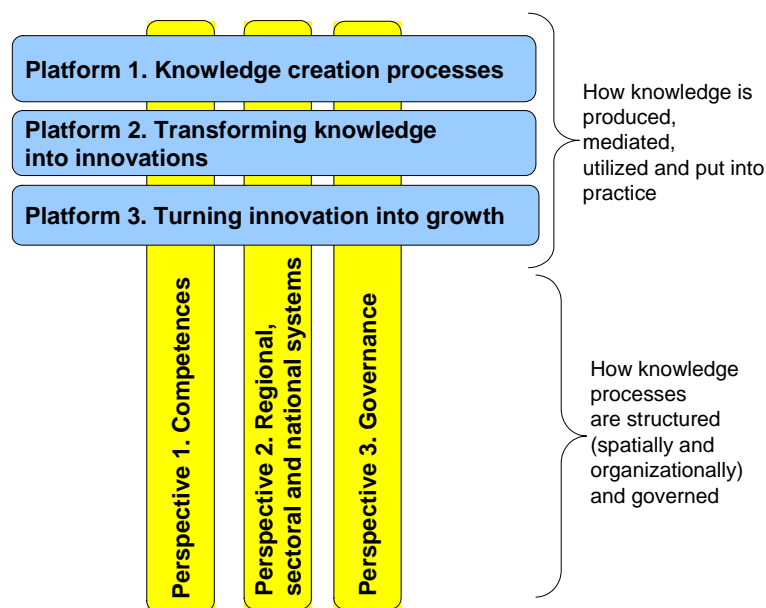 Platform 1. Knowledge creation processes
Platform 2. Transforming knowledge
into innovations
Platform 3. Turning innovation into growth
How knowledge is
produced,
mediated,
utilized and put into
practice
Perspective 1. Competences
Perspective 2. Regional,
sectoral and national systems
Perspective 3. Governance
How knowledge
processes
are structured
(spatially and
organizationally)
and governed